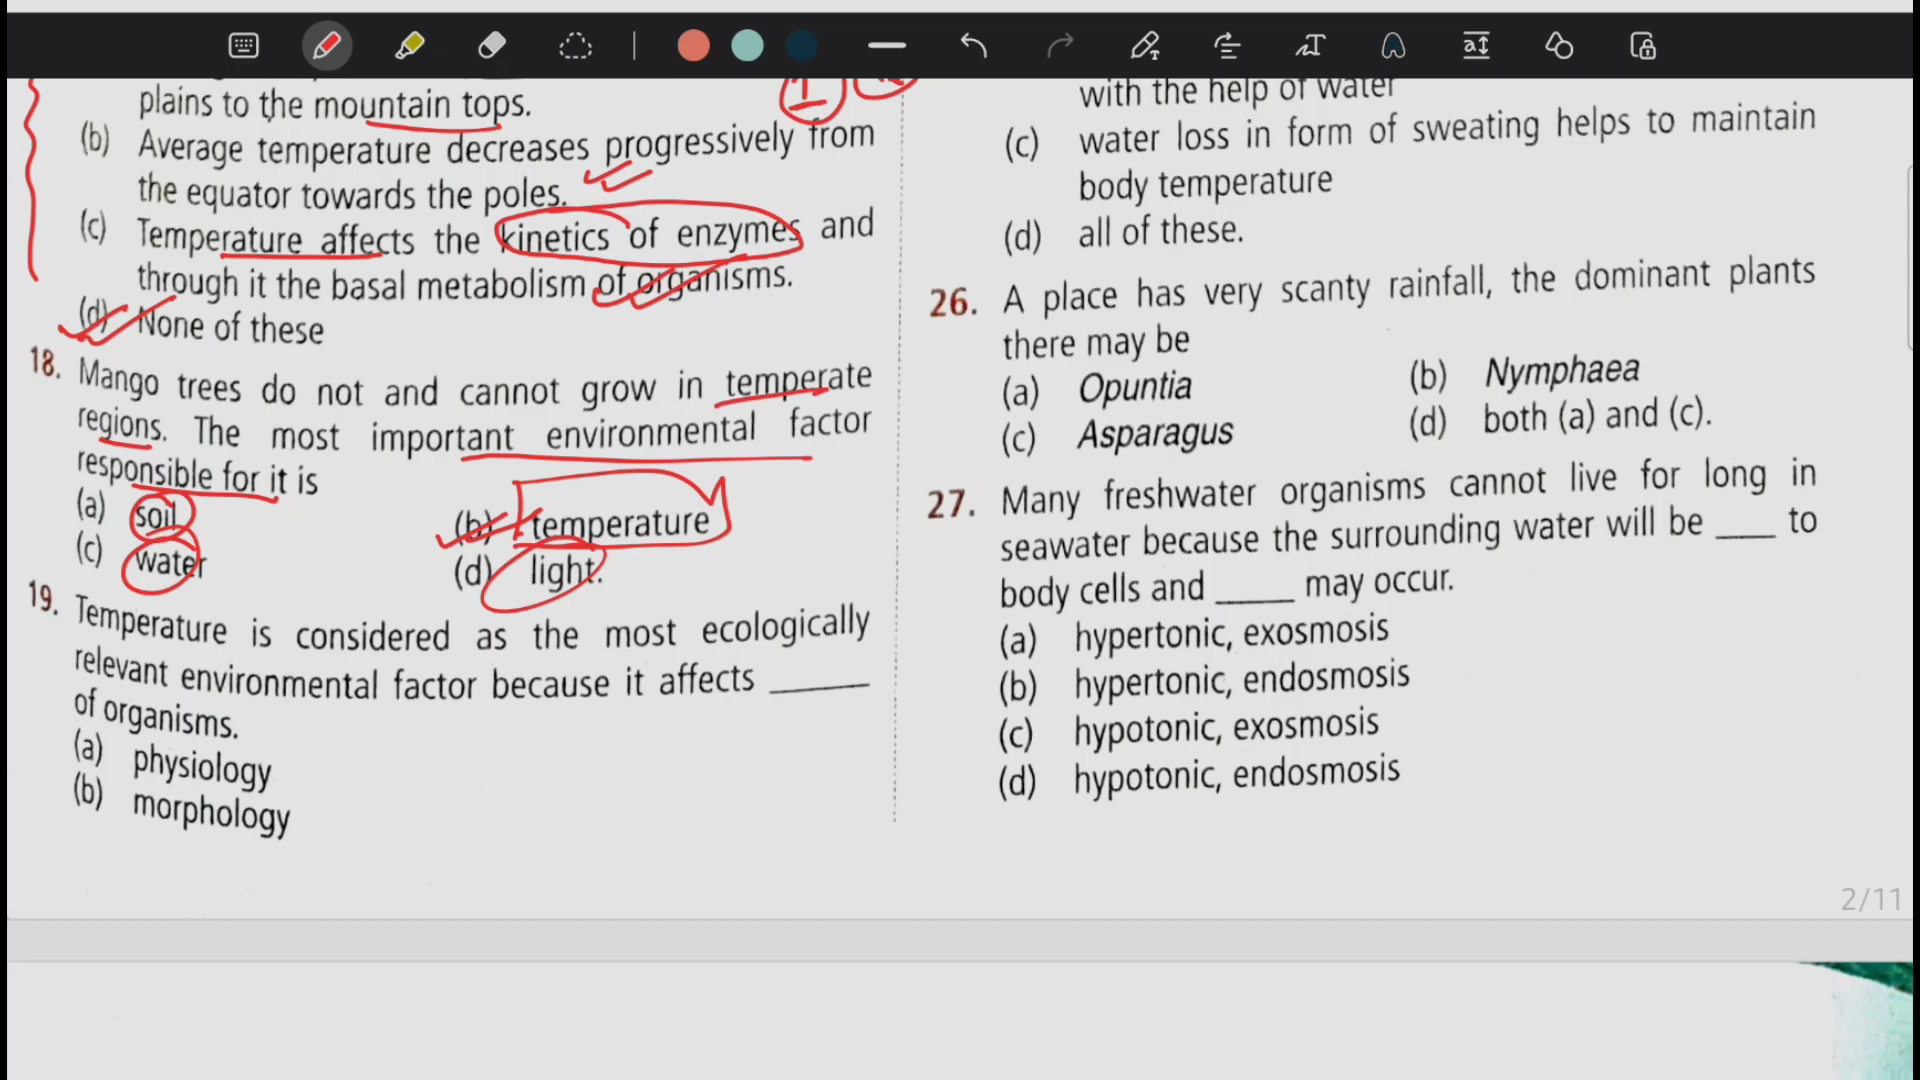 plains to the mountain tops.
(b) Average temperature decreases progressively from
the equator towards the poles.
(c) Temperature affects the kinetics of enzymes and
through it the basal metabolism of organisms.
(d) None of these
18. Mango trees do not and cannot grow in temperate
regions. The most important environmental factor
responsible for it is
(a) soil (b) temperature
(c) water (d) light.
19. Temperature is considered as the most ecologically
relevant environmental factor because it affects ______
of organisms.
(a) physiology
(b) morphology
with the help of water
(c) water loss in form of sweating helps to maintain
body temperature
(d) all of these.
26. A place has very scanty rainfall, the dominant plants
there may be
(a) Opuntia (b) Nymphaea
(c) Asparagus (d) both (a) and (c).
27. Many freshwater organisms cannot live for long in
seawater because the surrounding water will be ____ to
body cells and _____ may occur.
(a) hypertonic, exosmosis
(b) hypertonic, endosmosis
(c) hypotonic, exosmosis
(d) hypotonic, endosmosis
2/11